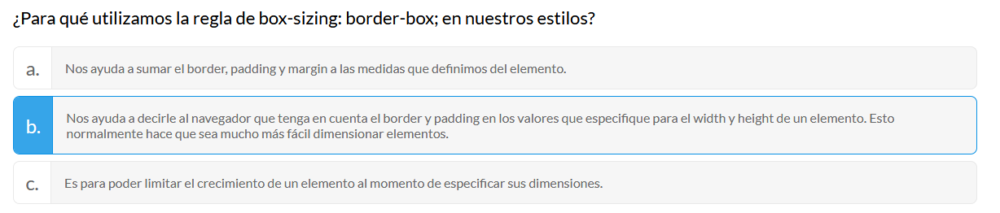 ¿Para qué utilizamos la regla de box-sizing: border-box; en nuestros estilos?
a. Nos ayuda a sumar el border, padding y margin a las medidas que definimos del elemento.
b. Nos ayuda a decirle al navegador que tenga en cuenta el border y padding en los valores que especifique para el width y height de un elemento. Esto
normalmente hace que sea mucho más fácil dimensionar elementos.
c. Es para poder limitar el crecimiento de un elemento al momento de especificar sus dimensiones.